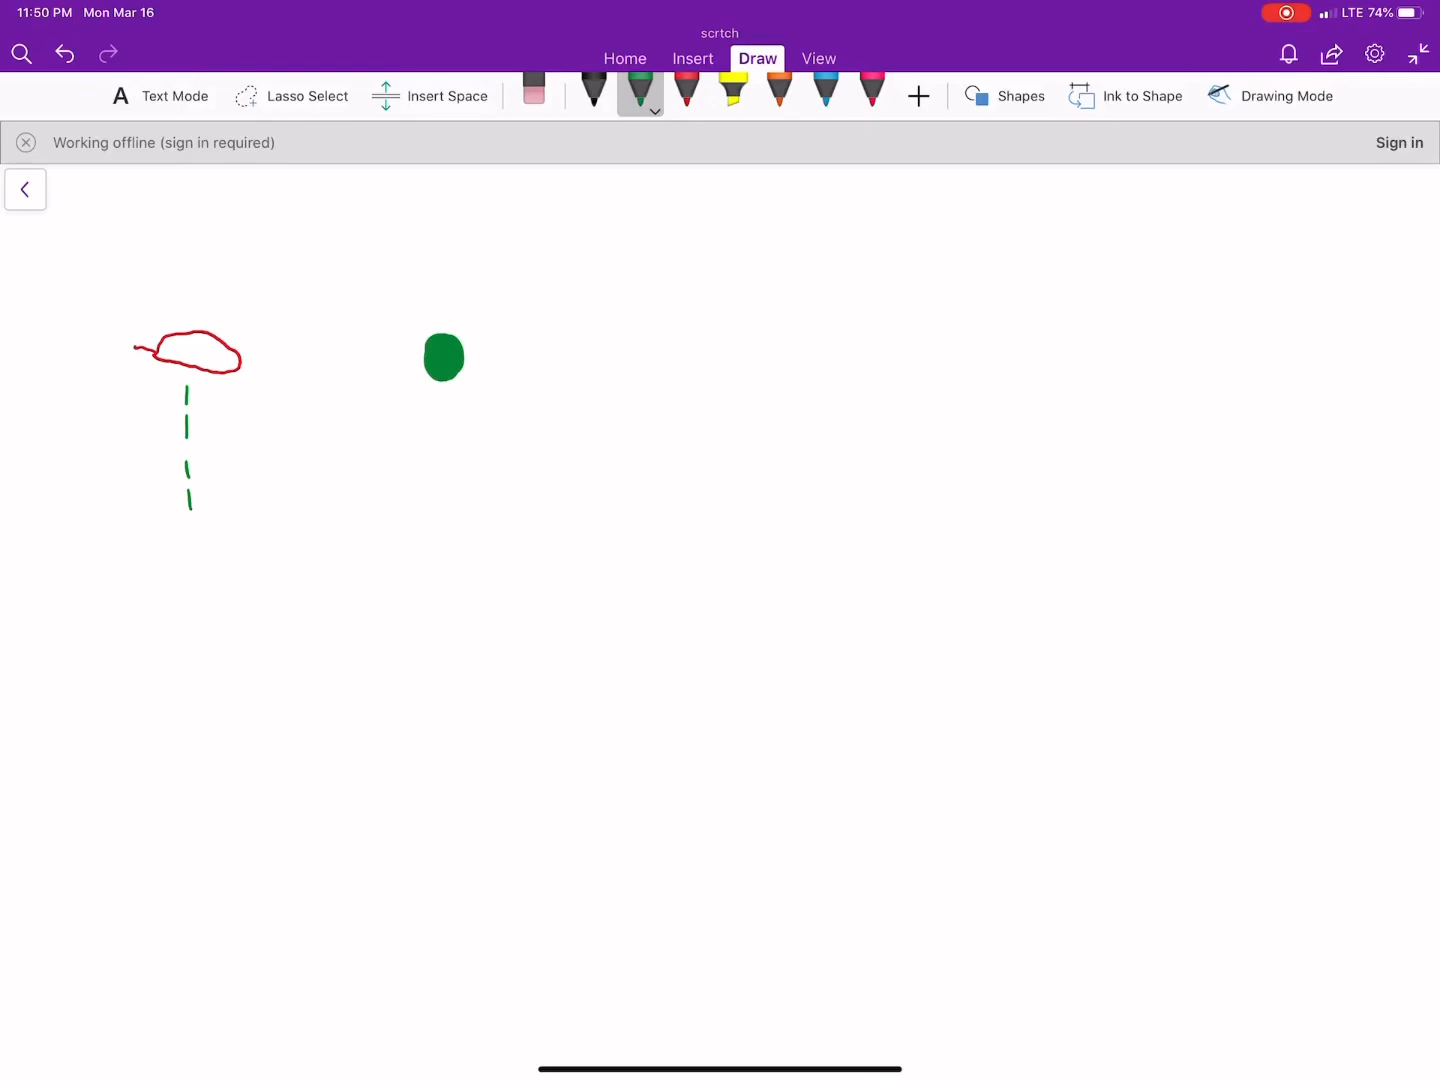 11:50 PM Mon Mar 16
LTE 74%
scrtch
Home Insert Draw View
A Text Mode Lasso Select Insert Space Shapes Ink to Shape Drawing Mode
Working offline (sign in required) Sign in